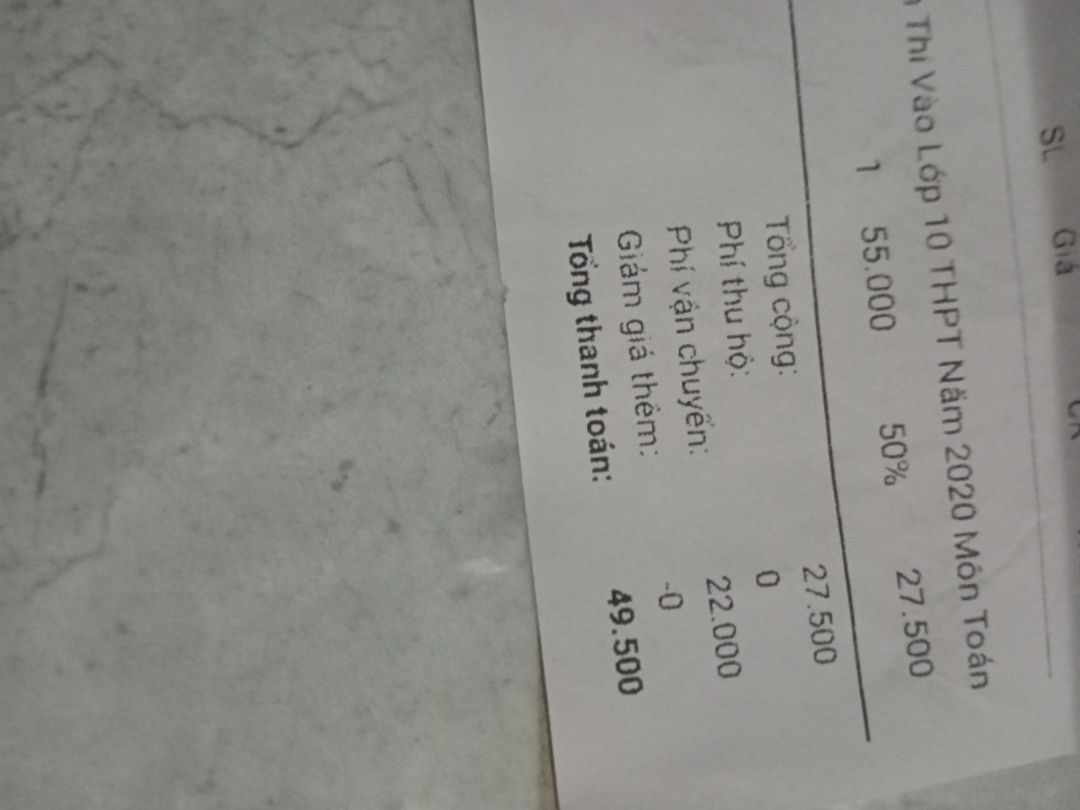 SL Giá
Thi Vào Lớp 10 THPT Năm 2020 Môn Toán
1 55.000 50% 27.500
Tổng cộng: 27.500
Phí thu hộ: 0
Phí vận chuyển: 22.000
Giảm giá thêm: -0
Tổng thanh toán: 49.500